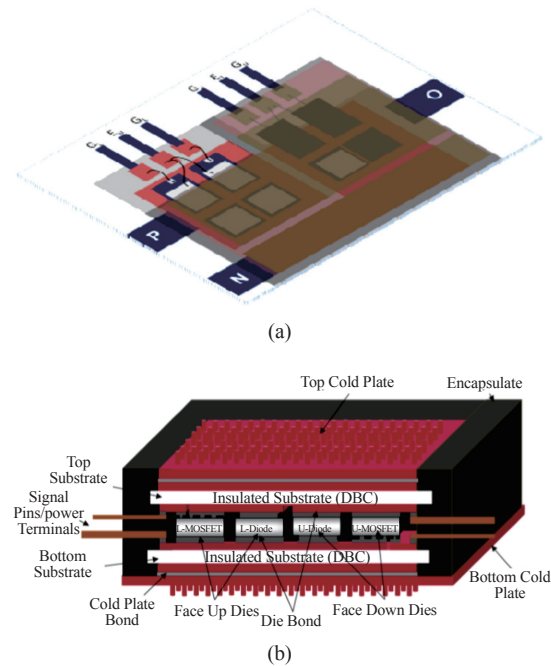 O
P
N
(a)
Top Cold Plate
Encapsulate
Top
Substrate
Signal
Pins/power
Terminals
Insulated Substrate (DBC)
L-MOSFET
L-Diode
U-Diode
U-MOSFET
Bottom
Substrate
Insulated Substrate (DBC)
Cold Plate
Bond
Face Up Dies
Die Bond
Face Down Dies
Bottom Cold
Plate
(b)